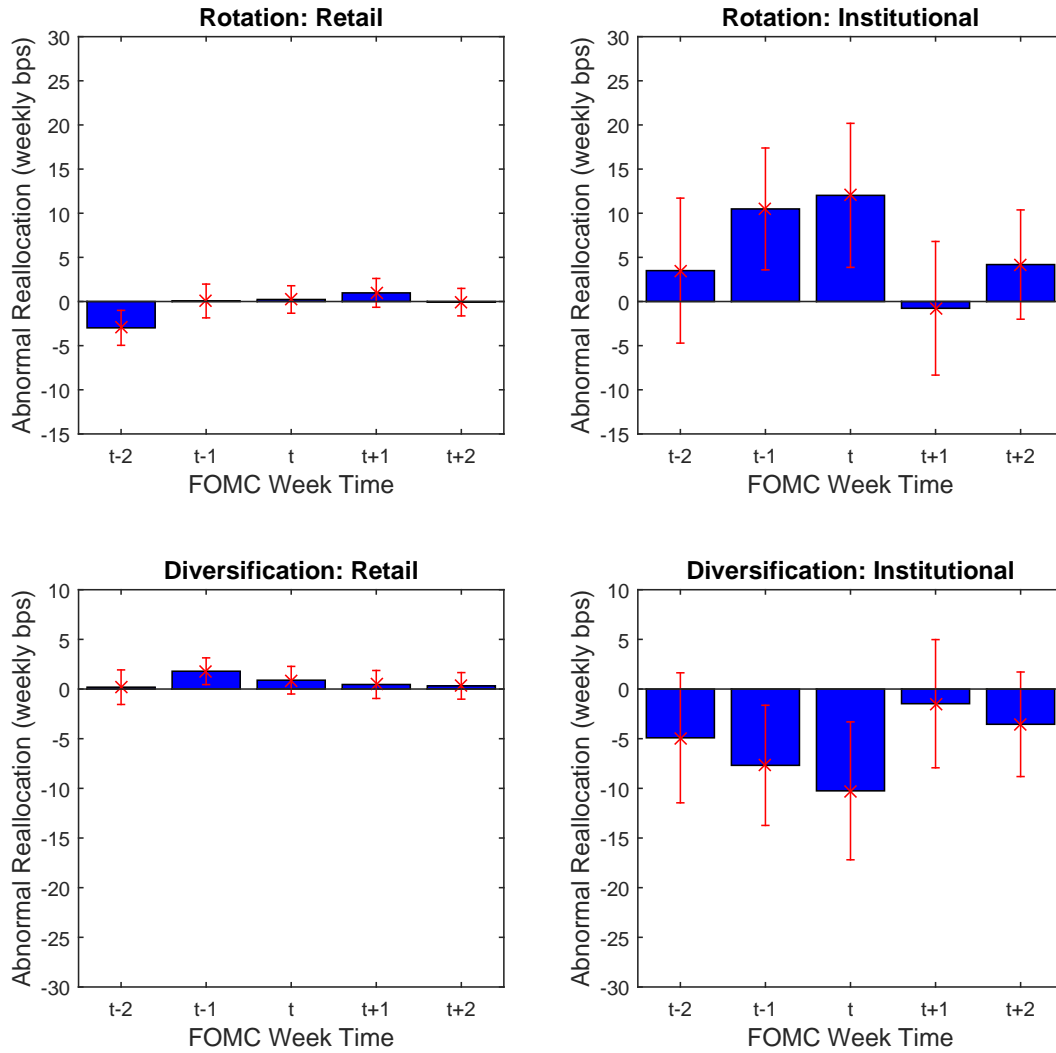 Rotation: Retail
Abnormal Reallocation (weekly bps)
30
25
20
15
10
5
0
-5
-10
-15
t-2 t-1 t t+1 t+2
FOMC Week Time
Rotation: Institutional
Abnormal Reallocation (weekly bps)
30
25
20
15
10
5
0
-5
-10
-15
t-2 t-1 t t+1 t+2
FOMC Week Time
Diversification: Retail
Abnormal Reallocation (weekly bps)
10
5
0
-5
-10
-15
-20
-25
-30
t-2 t-1 t t+1 t+2
FOMC Week Time
Diversification: Institutional
Abnormal Reallocation (weekly bps)
10
5
0
-5
-10
-15
-20
-25
-30
t-2 t-1 t t+1 t+2
FOMC Week Time